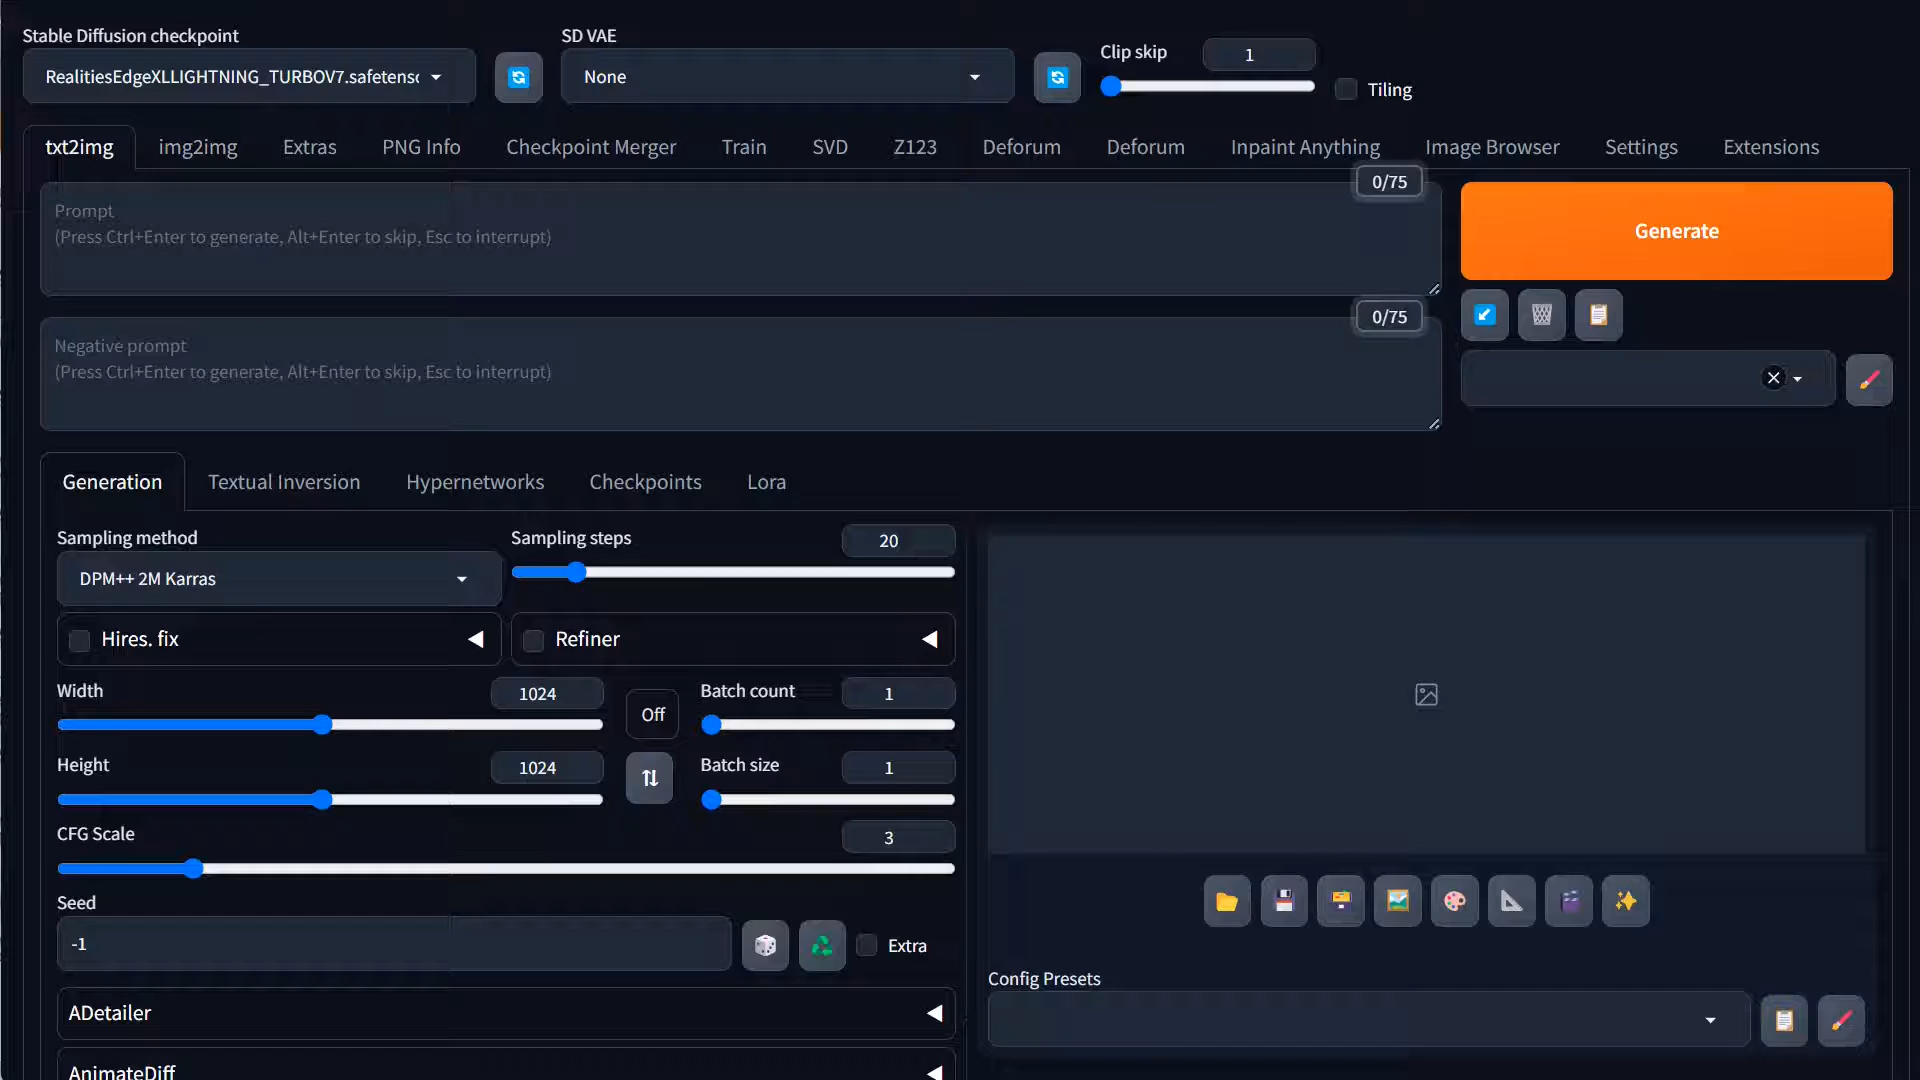 Stable Diffusion checkpoint
RealitiesEdgeXLLIGHTNING_TURBOV7.safetensc
SD VAE
None
Clip skip
1
Tiling
txt2img img2img Extras PNG Info Checkpoint Merger Train SVD Z123 Deforum Deforum Inpaint Anything Image Browser Settings Extensions
0/75
Prompt
(Press Ctrl+Enter to generate, Alt+Enter to skip, Esc to interrupt)
Generate
0/75
Negative prompt
(Press Ctrl+Enter to generate, Alt+Enter to skip, Esc to interrupt)
Generation Textual Inversion Hypernetworks Checkpoints Lora
Sampling method
DPM++ 2M Karras
Sampling steps
20
Hires. fix
Refiner
Width
1024
Off
Batch count
1
Height
1024
Batch size
1
CFG Scale
3
Seed
-1
Extra
Config Presets
ADetailer
AnimateDiff